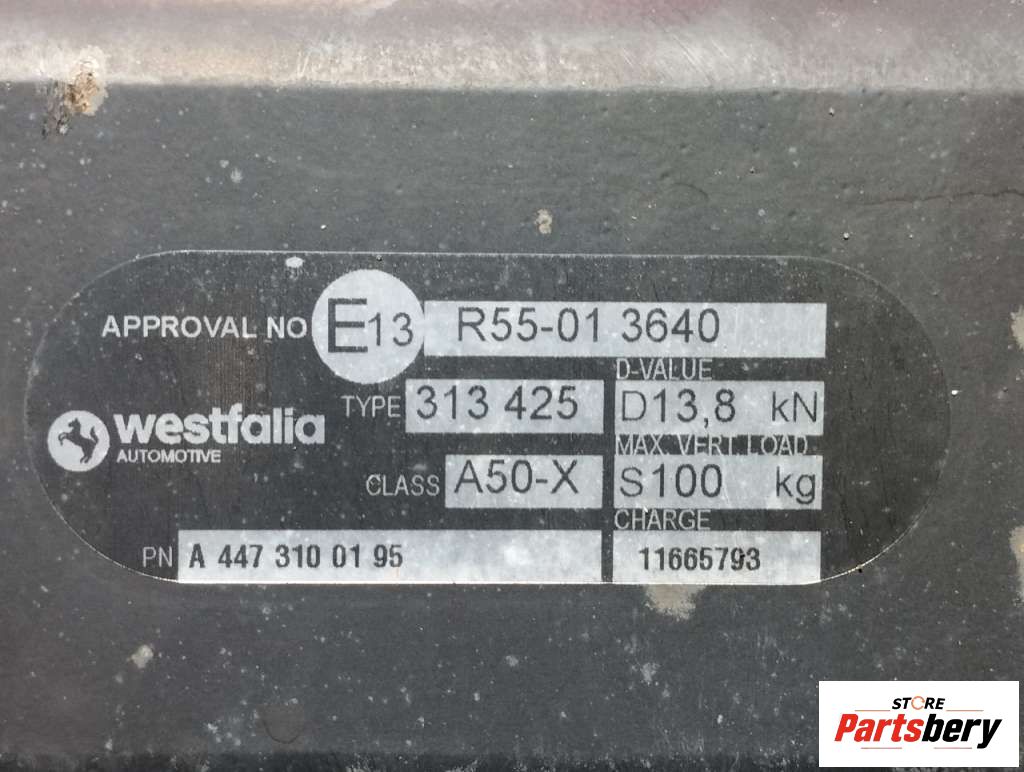 APPROVAL NO E13 R55-01 3640
D-VALUE
TYPE 313 425 D13,8 kN
westfalia
AUTOMOTIVE
MAX. VERT. LOAD
CLASS A50-X S100 kg
CHARGE
PN A 447 310 01 95 11665793
STORE
Partsbery